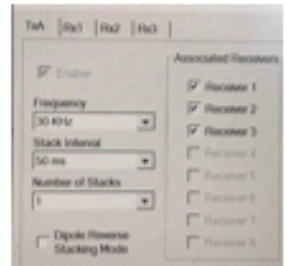 TxA Rx1 Rx2 Rx3
Enable
Frequency
30 KHz
Stack Interval
50 ms
Number of Stacks
1
Dipole Reverse
Stacking Mode
Associated Receivers
Receiver 1
Receiver 2
Receiver 3
Receiver 4
Receiver 5
Receiver 6
Receiver 7
Receiver 8